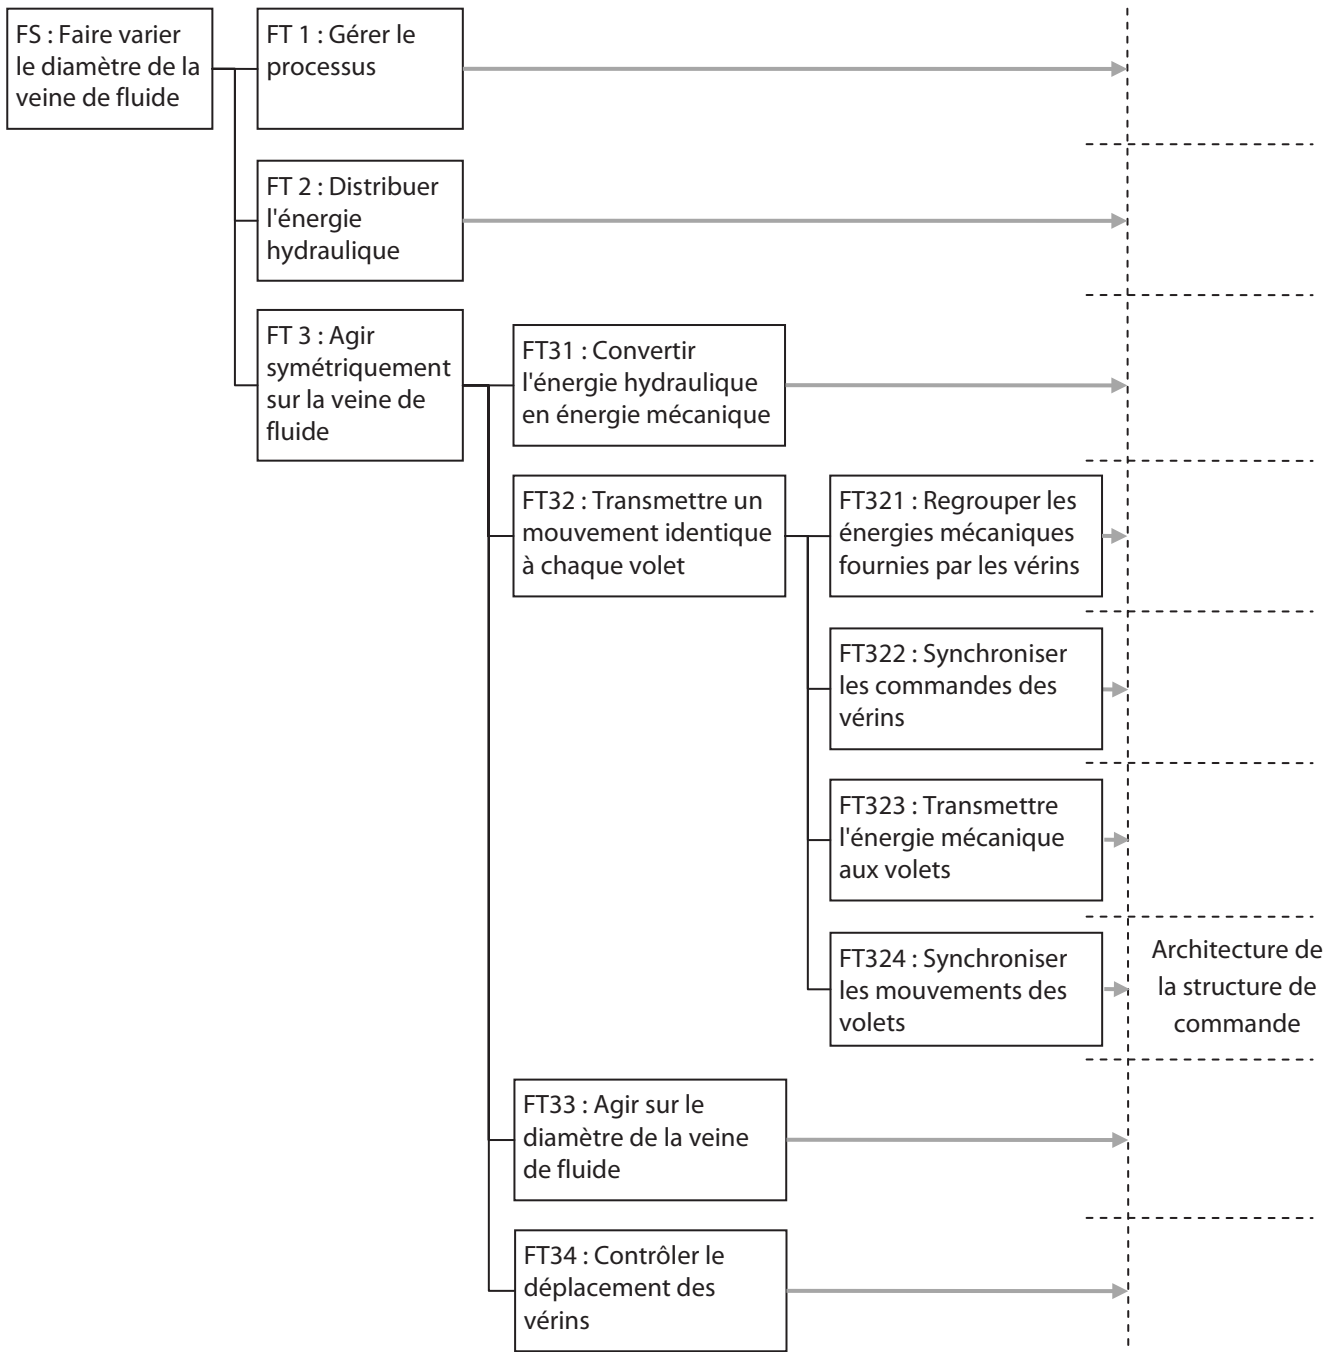 FS : Faire varier
le diamètre de la
veine de fluide
FT 1 : Gérer le
processus
FT 2 : Distribuer
l'énergie
hydraulique
FT 3 : Agir
symétriquement
sur la veine de
fluide
FT31 : Convertir
l'énergie hydraulique
en énergie mécanique
FT32 : Transmettre un
mouvement identique
à chaque volet
FT321 : Regrouper les
énergies mécaniques
fournies par les vérins
FT322 : Synchroniser
les commandes des
vérins
FT323 : Transmettre
l'énergie mécanique
aux volets
FT324 : Synchroniser
les mouvements des
volets
Architecture de
la structure de
commande
FT33 : Agir sur le
diamètre de la veine
de fluide
FT34 : Contrôler le
déplacement des
vérins